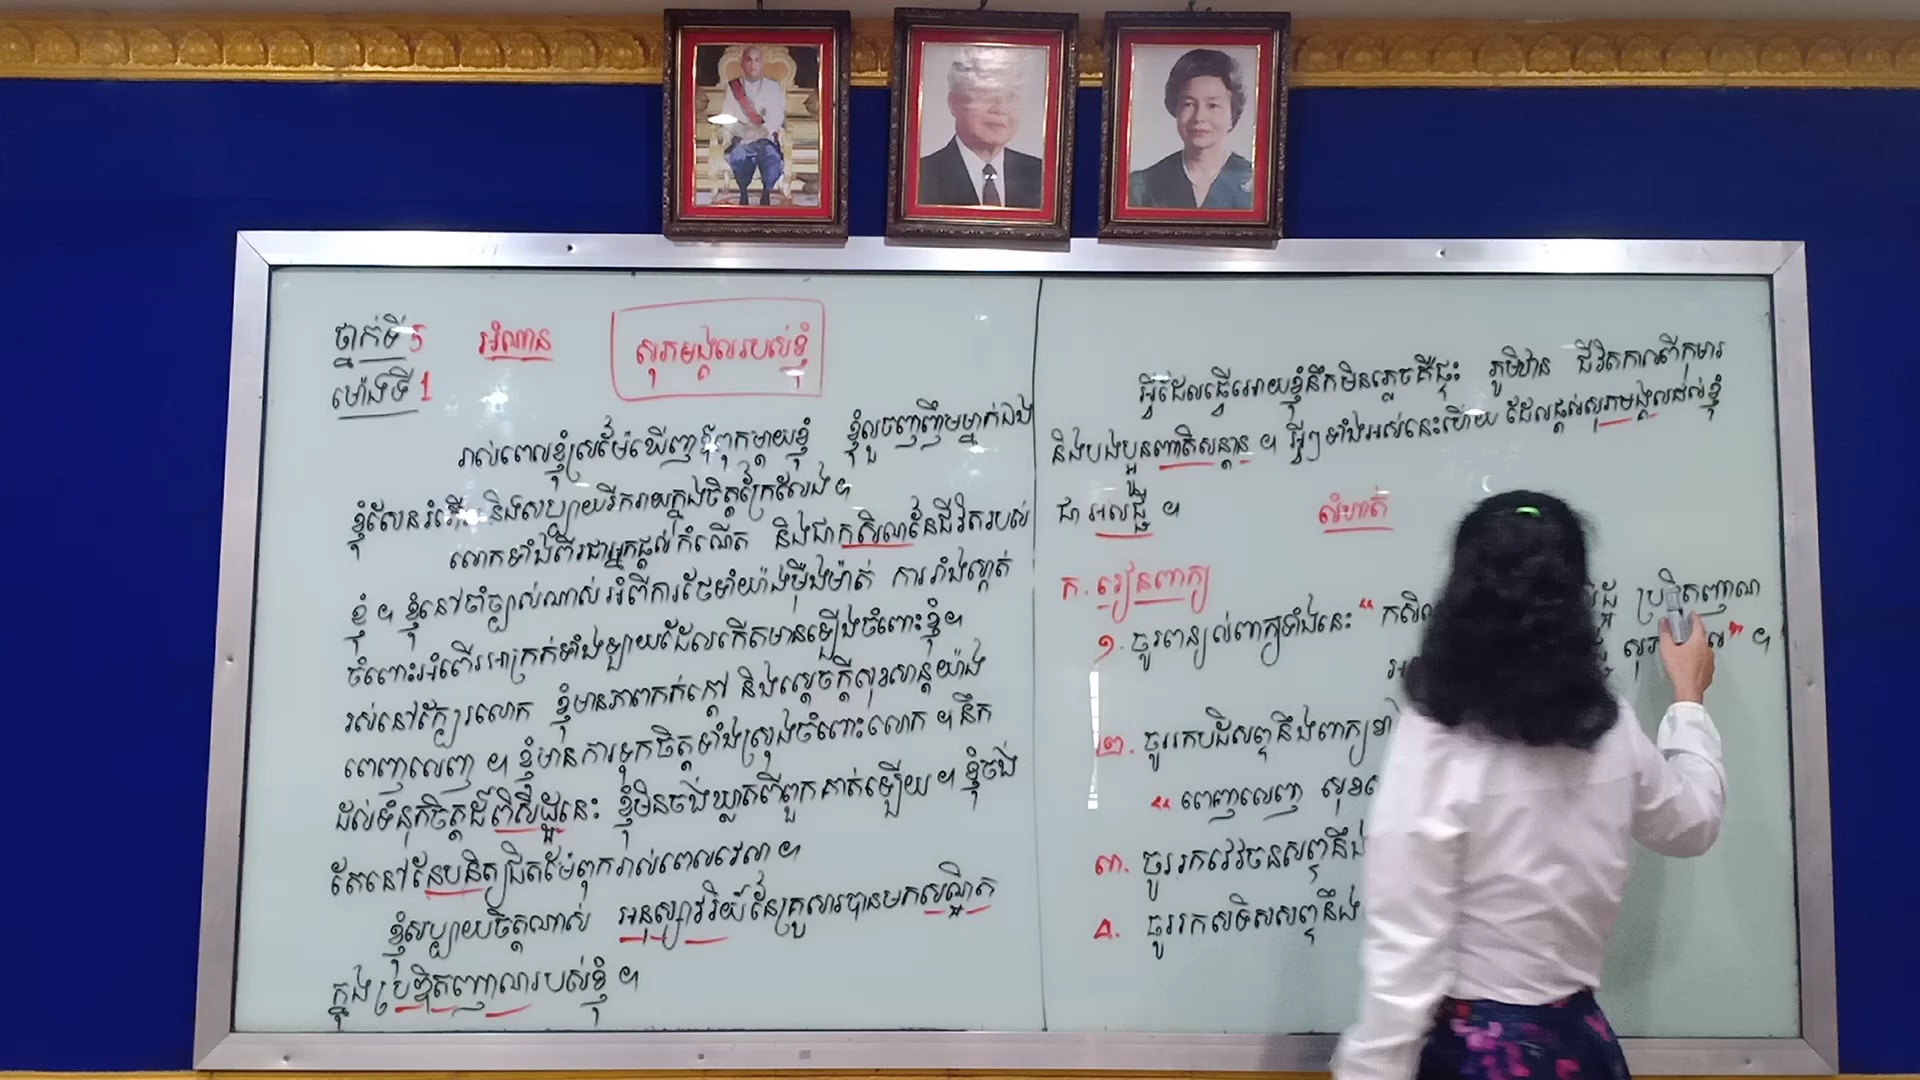 ថ្នាក់ទី 5 អំណាន សុភមង្គលរបស់ខ្ញុំ
ម៉ោងទី 1
រាល់ពេលខ្ញុំស្រមៃឃើញឪពុកម្ដាយខ្ញុំ ខ្ញុំលួចញញឹមម្នាក់ឯង
ខ្ញុំសែនរំភើប និងសប្បាយរីករាយក្នុងចិត្តក្រៃលែង ។
លោកទាំងពីរជាអ្នកផ្ដល់កំណើត និងជាកសិណនៃជីវិតរបស់
ខ្ញុំ ។ ខ្ញុំនៅចាំច្បាស់ណាស់អំពីការថែទាំយ៉ាងម៉ឺងម៉ាត់ ការរាំងស្កាត់
ចំពោះអំពើអាក្រក់ទាំងឡាយដែលកើតមានឡើងចំពោះខ្ញុំ ។
រស់នៅក្បែរលោក ខ្ញុំមានភាពកក់ក្ដៅ និងសេចក្ដីសុខសាន្តយ៉ាង
ពេញលេញ ។ ខ្ញុំមានការទុកចិត្តទាំងស្រុងចំពោះលោក ។ នឹក
ដល់ទំនុកចិត្តដ៏ពិសិដ្ឋនេះ ខ្ញុំមិនចង់ឃ្លាតពីពួកគាត់ឡើយ ។ ខ្ញុំចង់
តែនៅនែបនិត្យជិតម៉ែពុករាល់ពេលវេលា ។
ខ្ញុំសប្បាយចិត្តណាស់ អនុស្សាវរីយ៍នៃគ្រួសារបានមកសណ្ឋិត
ក្នុងប្រឭតញាណរបស់ខ្ញុំ ។
អ្វីដែលធ្វើអោយខ្ញុំនឹកមិនភ្លេចគឺផ្ទះ ភូមិឋាន ជីវិតកាលពីកុមារ
និងបងប្អូនញាតិសន្ដាន ។ អ្វីៗទាំងអស់នេះហើយ ដែលផ្ដល់សុភមង្គលដល់ខ្ញុំ
ជា ។
លំហាត់
ក. រៀនពាក្យ
១. ចូរពន្យល់ពាក្យទាំងនេះ “ កសិ
” ។
២. ចូររកបដិសព្ទនឹងពាក្យ
“ ពេញលេញ សុខ
៣. ចូររកវេវចនសព្ទនឹង
៤. ចូររកសទិសសព្ទនឹង